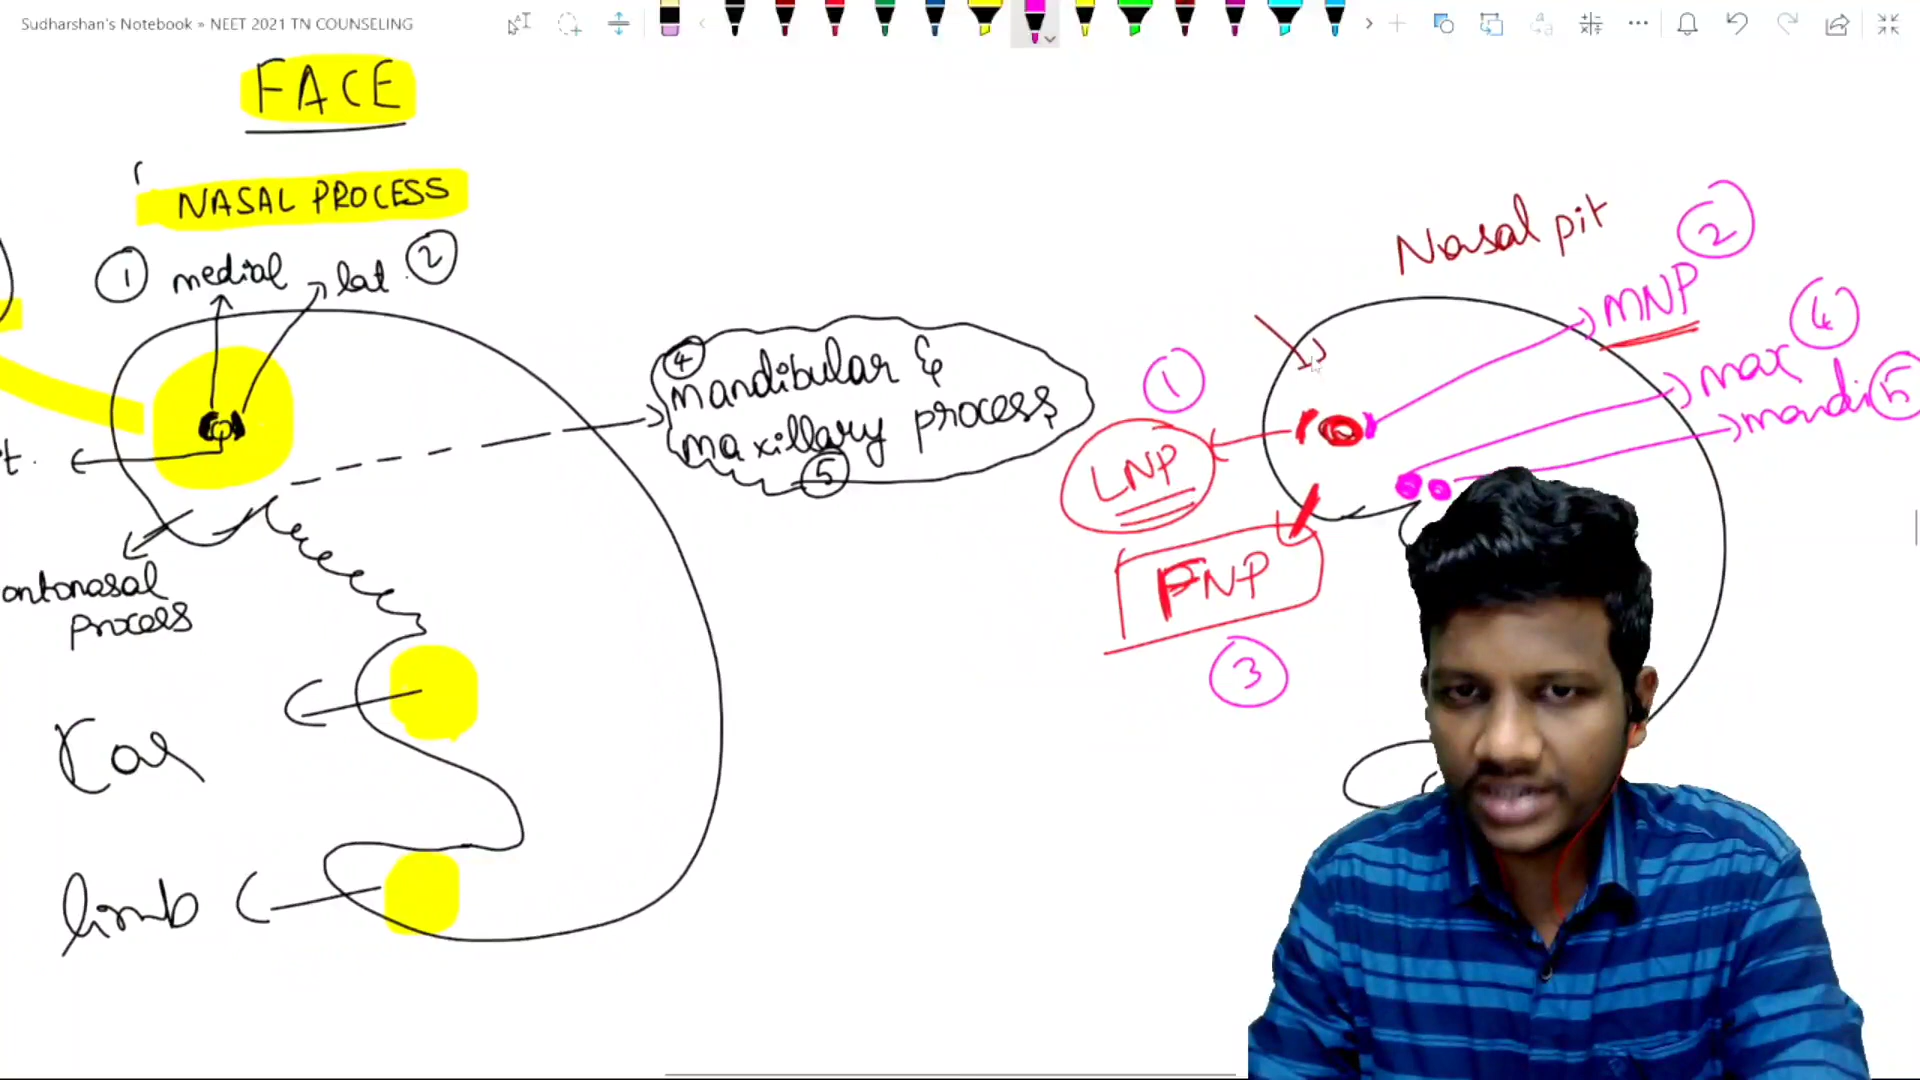 Sudharshan's Notebook » NEET 2021 TN COUNSELING
FACE
NASAL PROCESS
① medial
lat. ②
t.
ontonasal
process
④
mandibular &
maxillary process
⑤
limb
Nasal pit
②
MNP
④
max
mandi ⑤
①
LNP
FNP
③